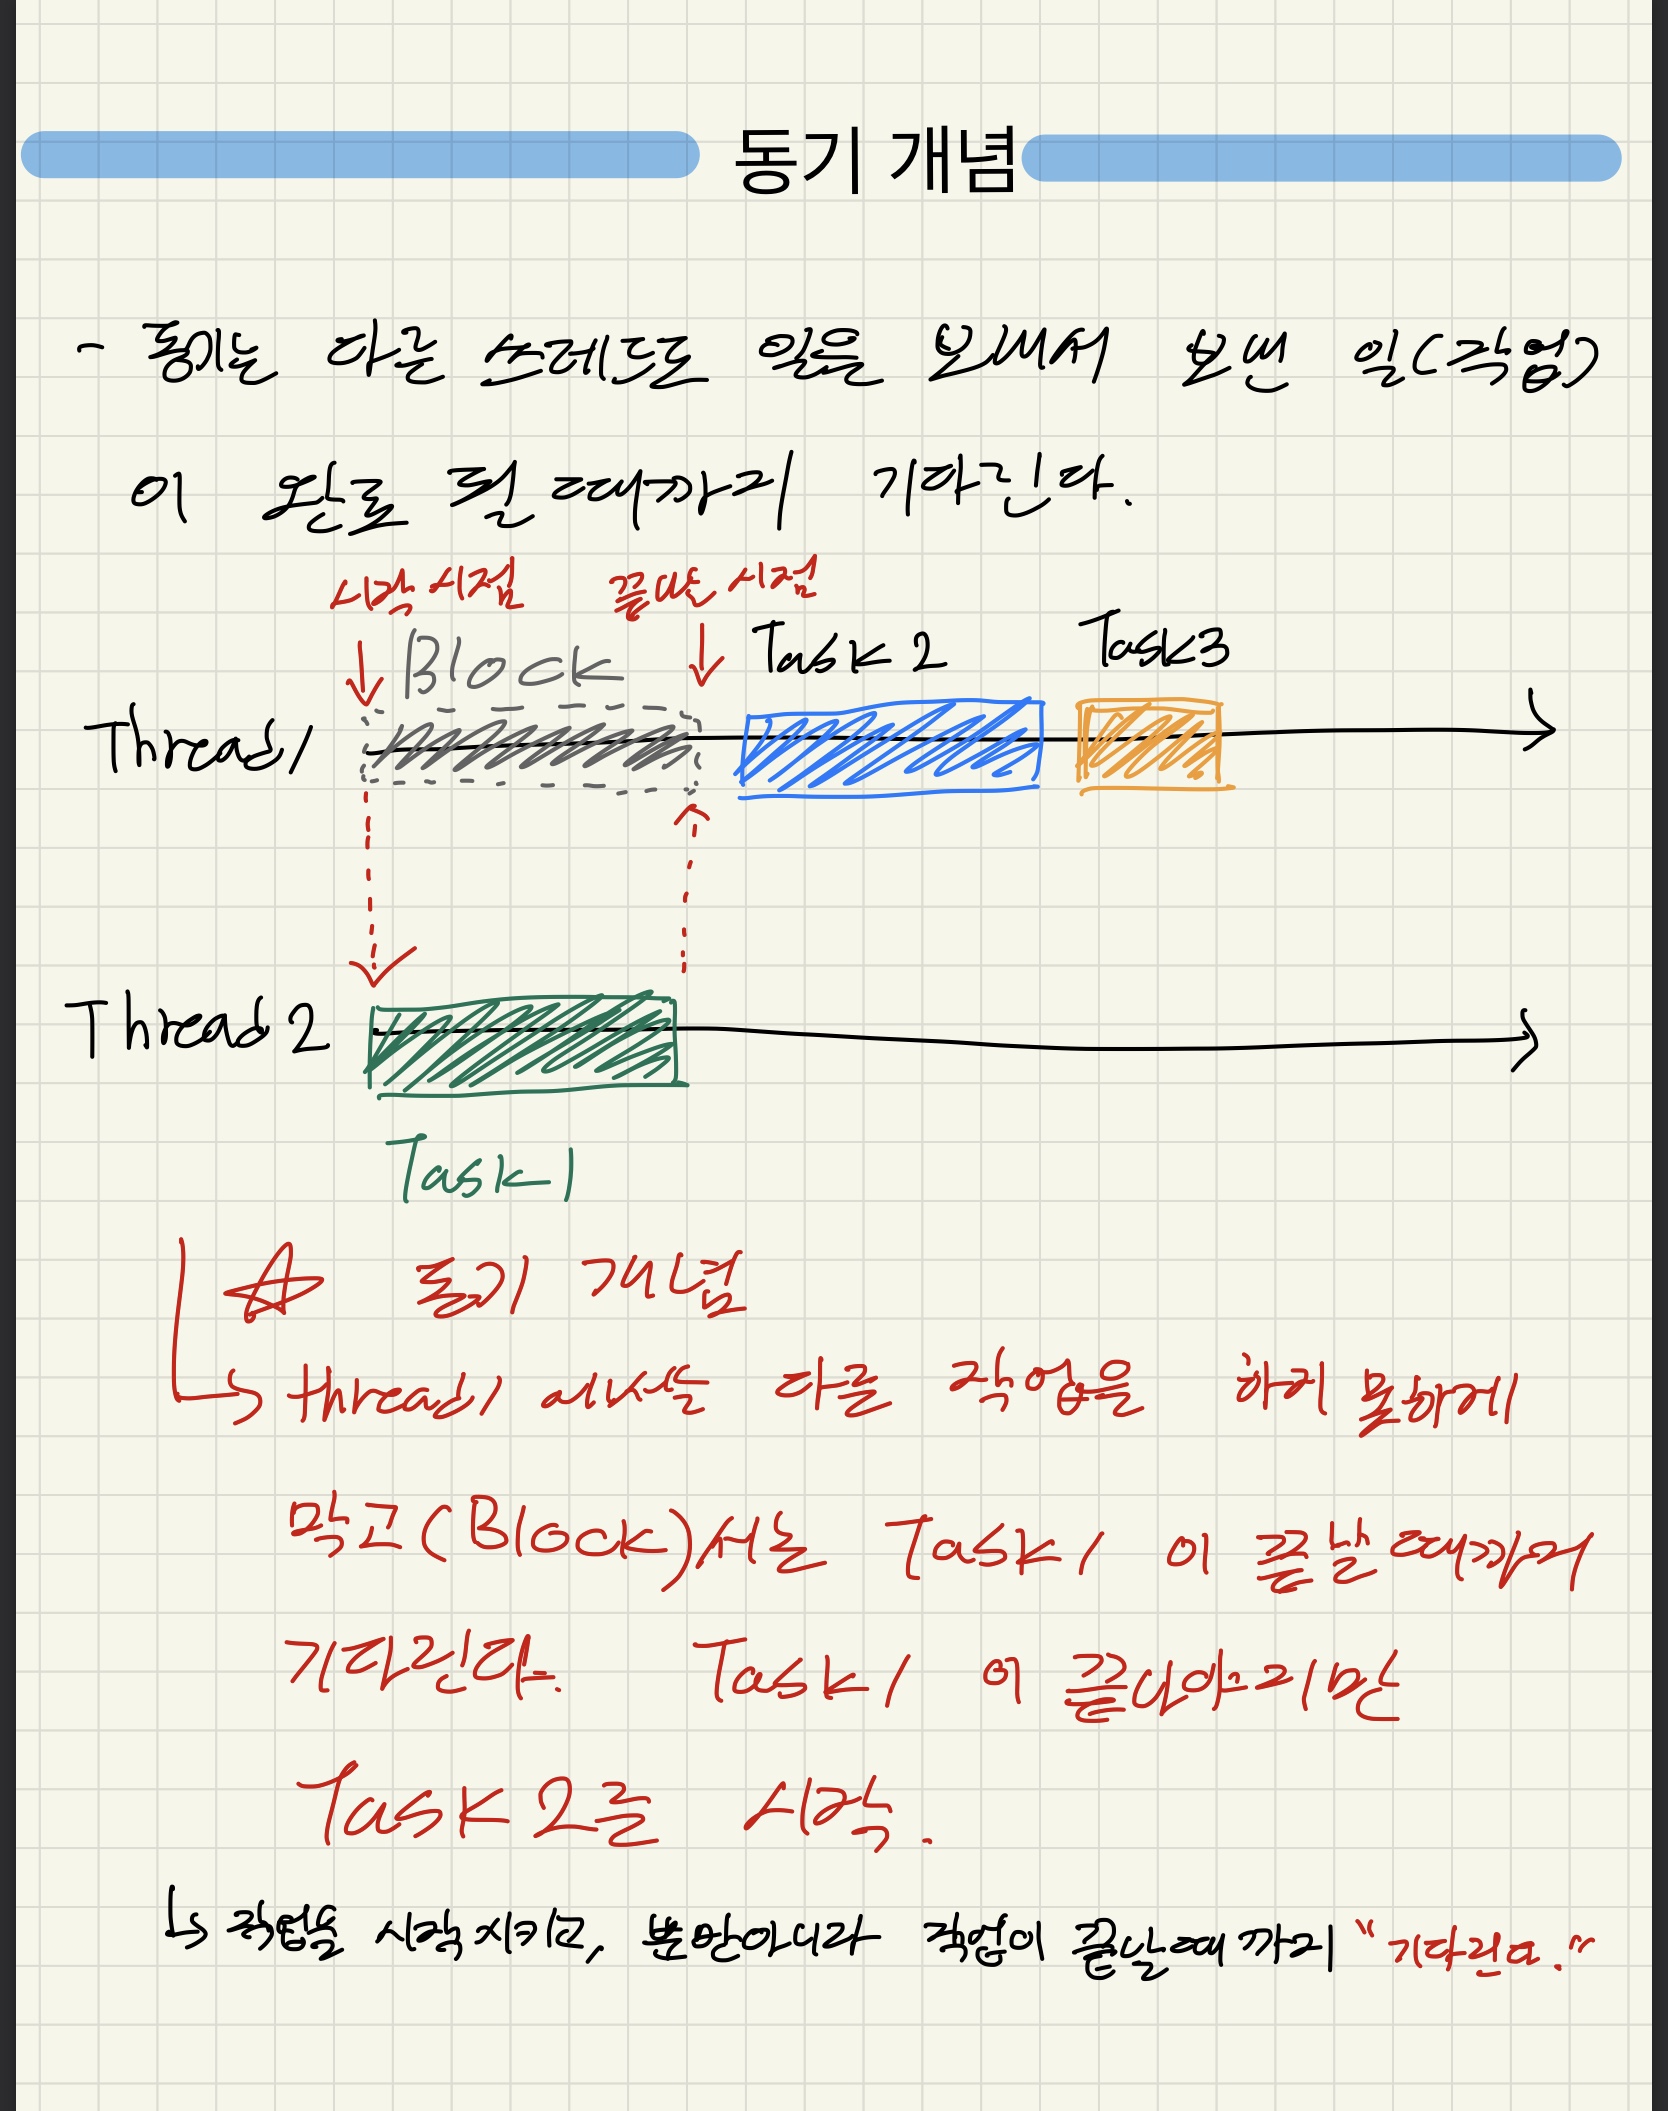 동기 개념
- 동기는 다른 쓰레드로 일을 보내서 보낸 일(작업)
이 완료 될 때까지 기다린다.
시작 시점 끝난 시점
Block Task 2 Task3
Thread1
Thread 2
Task1
☆ 동기 개념
thread1 에서는 다른 작업을 하지 못하게
막고(Block)서는 Task1 이 끝날때까지
기다린다. Task1 이 끝나야지만
Task2를 시작.
작업을 시작시키고, 뿐만아니라 작업이 끝날때 까지 "기다린다."